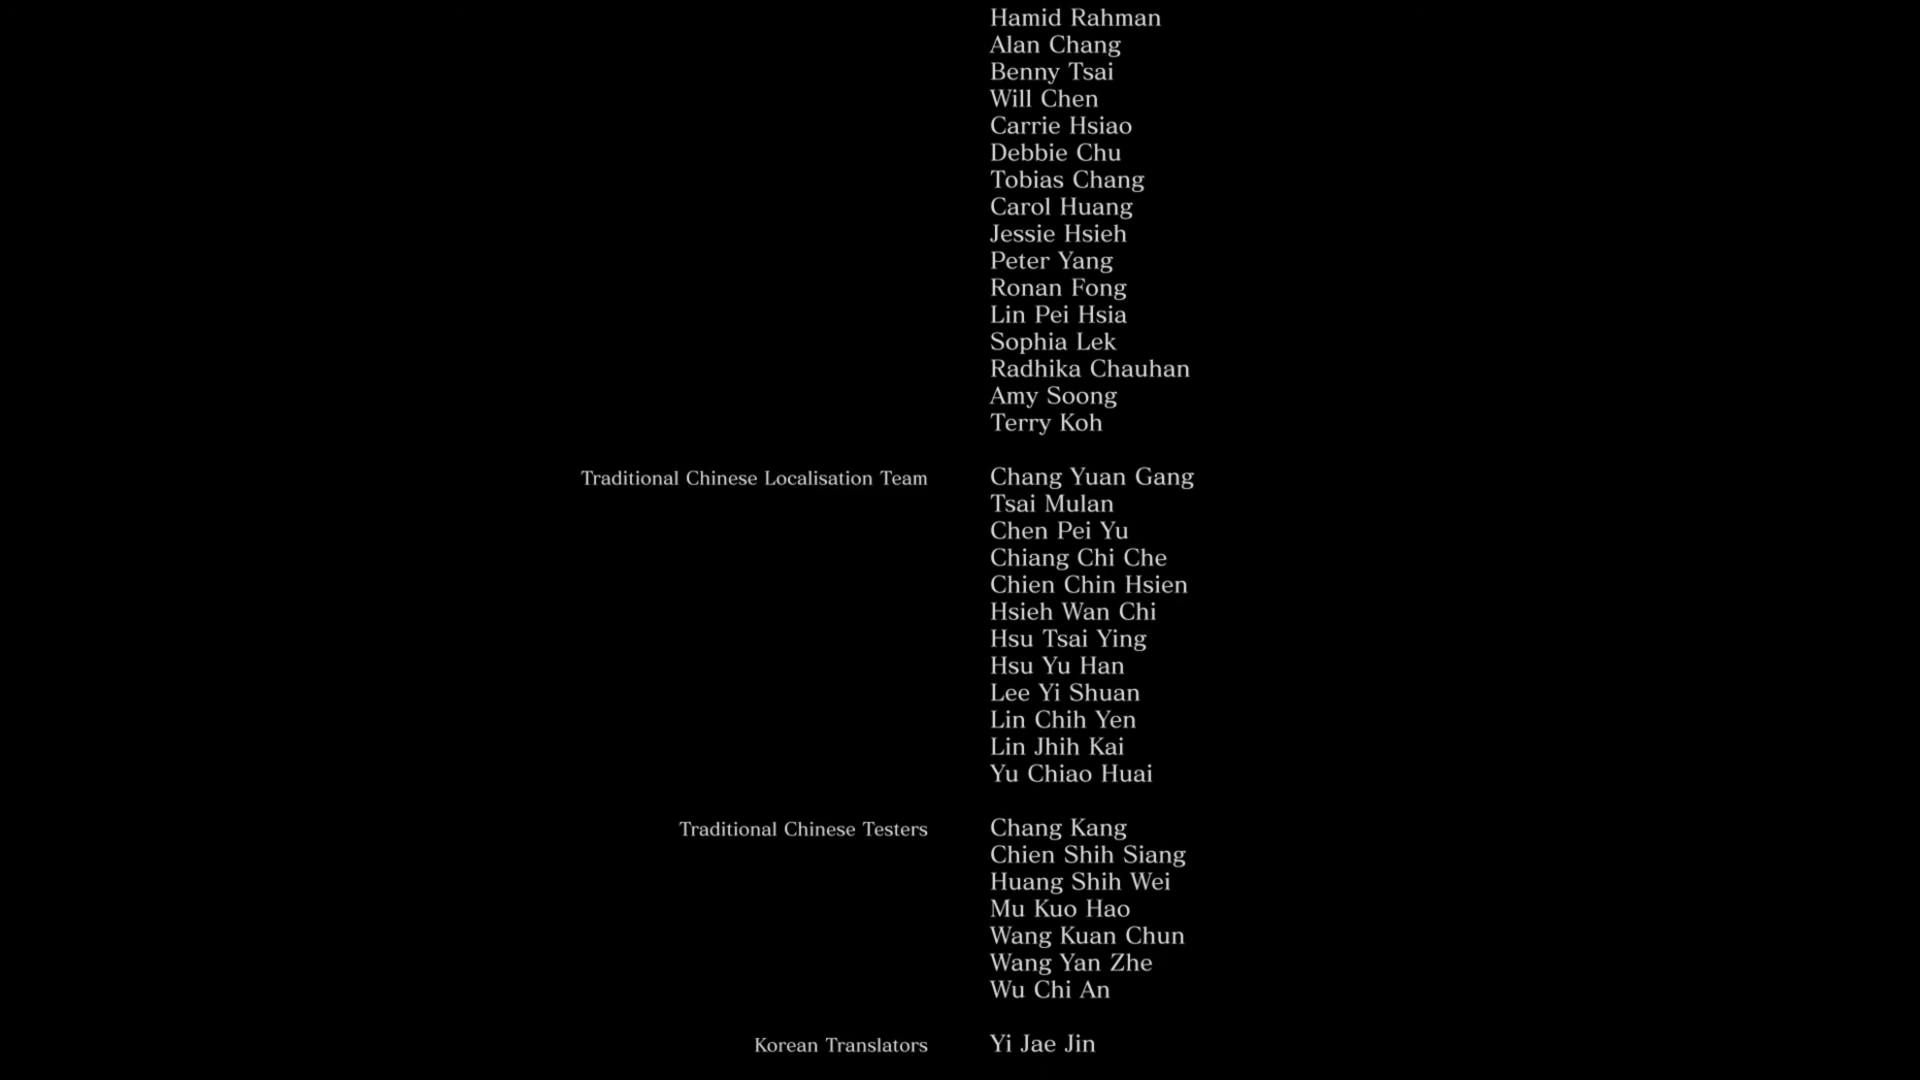 Hamid Rahman
Alan Chang
Benny Tsai
Will Chen
Carrie Hsiao
Debbie Chu
Tobias Chang
Carol Huang
Jessie Hsieh
Peter Yang
Ronan Fong
Lin Pei Hsia
Sophia Lek
Radhika Chauhan
Amy Soong
Terry Koh
Traditional Chinese Localisation Team Chang Yuan Gang
Tsai Mulan
Chen Pei Yu
Chiang Chi Che
Chien Chin Hsien
Hsieh Wan Chi
Hsu Tsai Ying
Hsu Yu Han
Lee Yi Shuan
Lin Chih Yen
Lin Jhih Kai
Yu Chiao Huai
Traditional Chinese Testers Chang Kang
Chien Shih Siang
Huang Shih Wei
Mu Kuo Hao
Wang Kuan Chun
Wang Yan Zhe
Wu Chi An
Korean Translators Yi Jae Jin